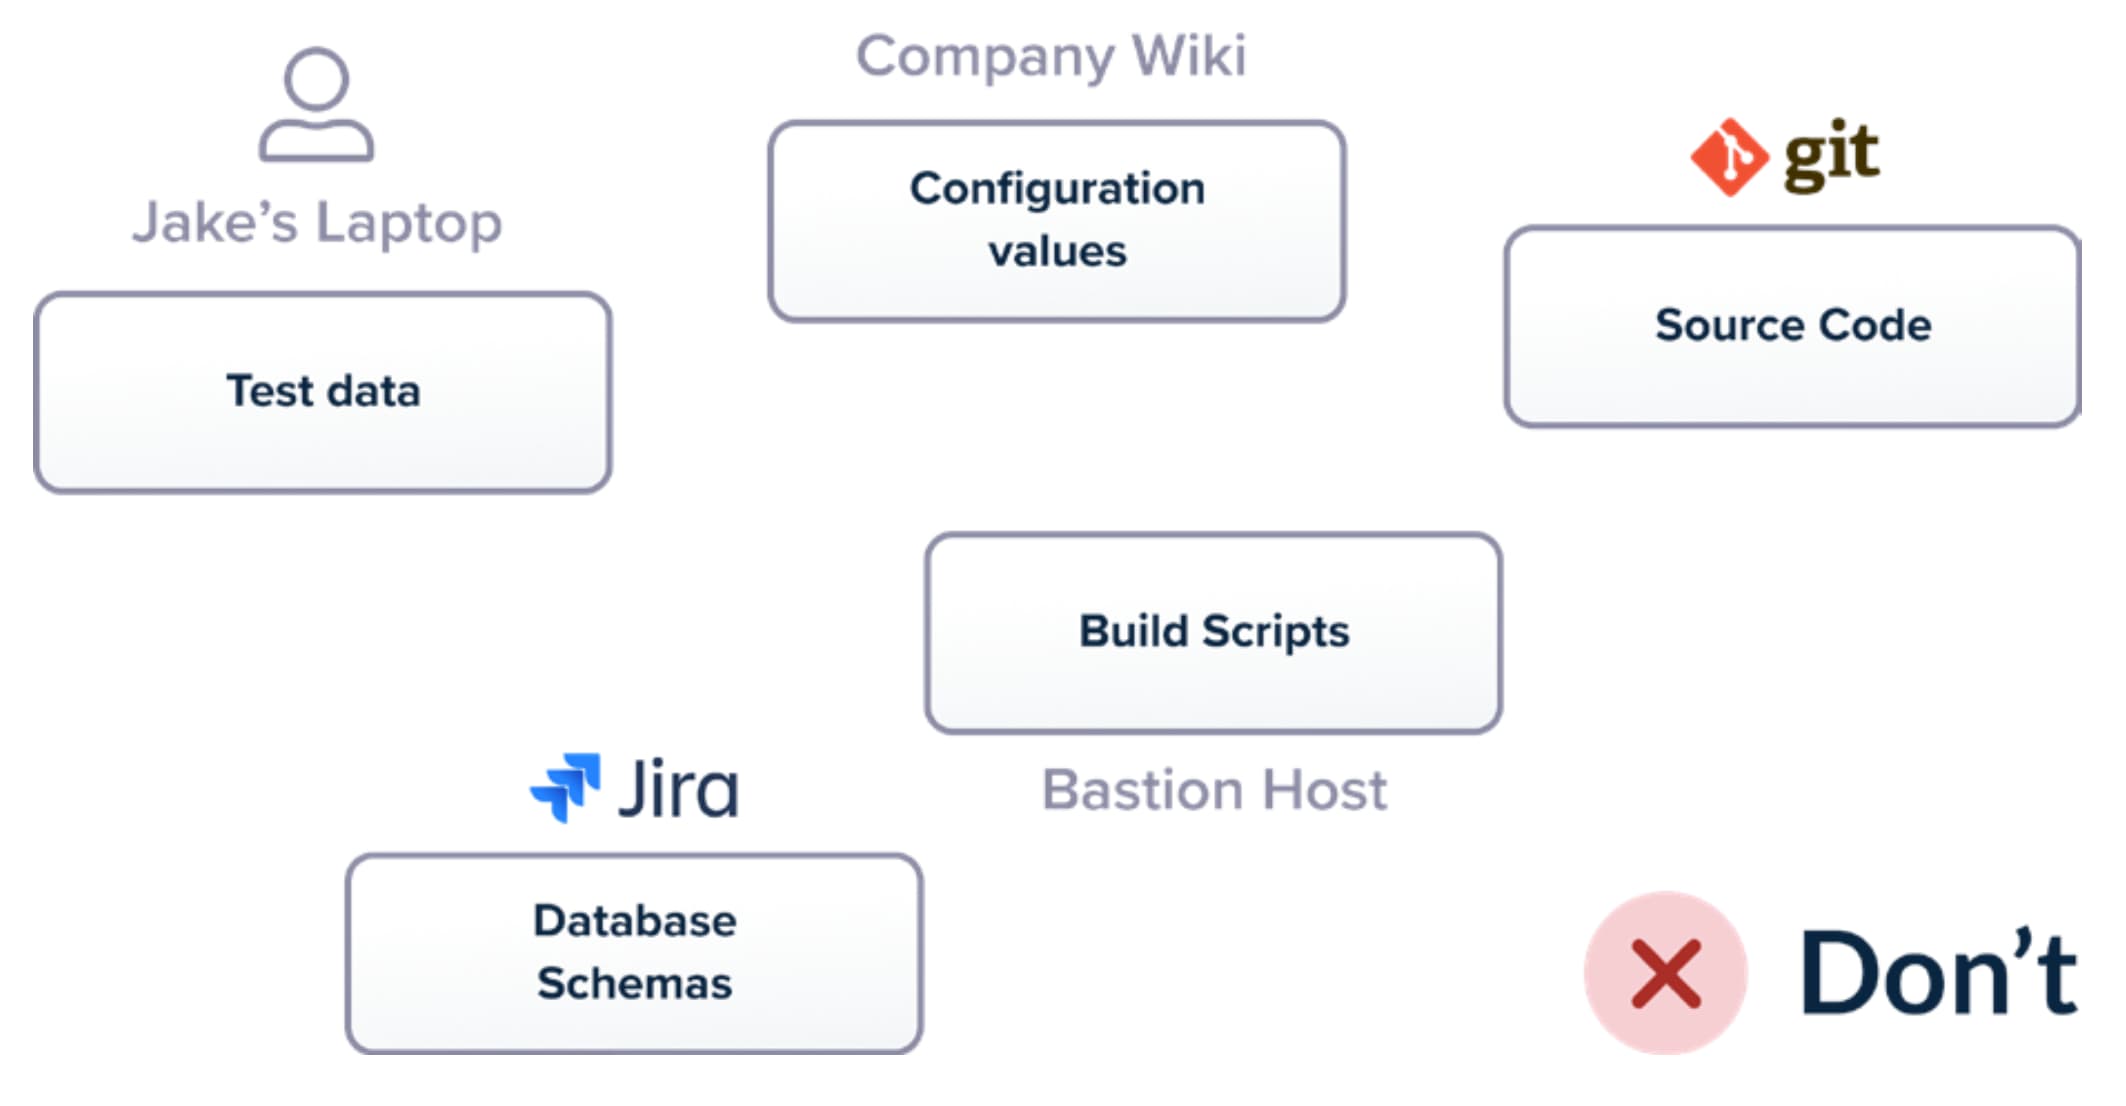 Company Wiki
Jake's Laptop
Configuration
values
git
Source Code
Test data
Build Scripts
Bastion Host
Jira
Database
Schemas
Don't